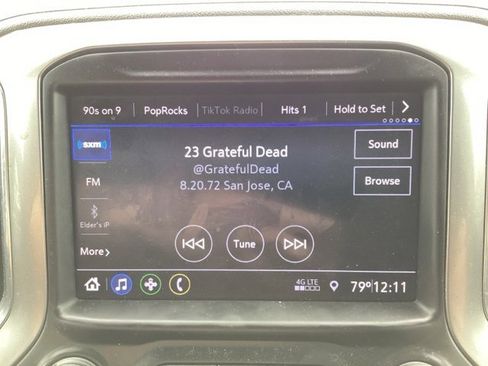 90s on 9 PopRocks TikTok Radio Hits 1 Hold to Set
sxm
23 Grateful Dead
@GratefulDead
8.20.72 San Jose, CA
Sound
FM
Browse
Elder's iP
More
Tune
4G LTE
79° 12:11